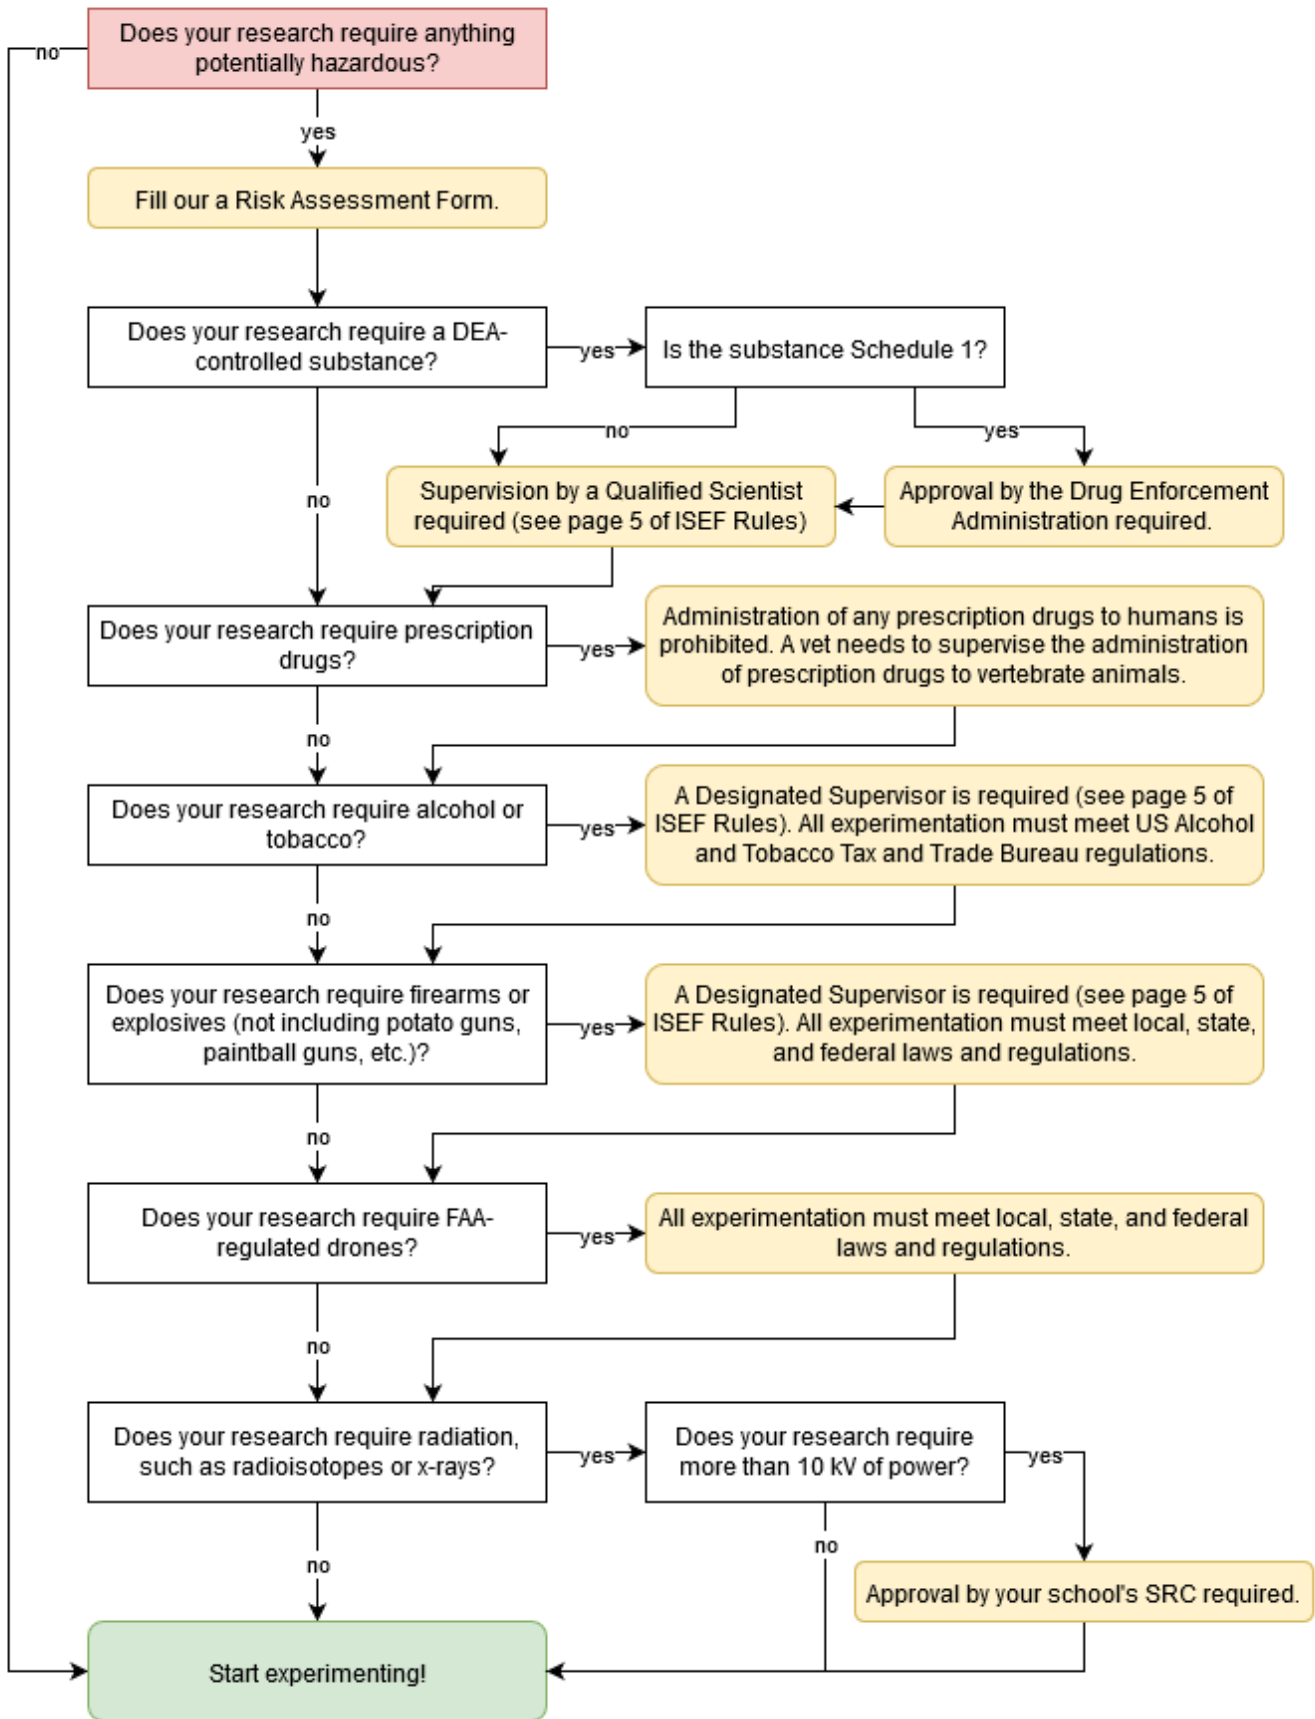 Does your research require anything
potentially hazardous?
no
yes
Fill our a Risk Assessment Form.
Does your research require a DEA-
controlled substance?
yes
Is the substance Schedule 1?
no
yes
no
Supervision by a Qualified Scientist
required (see page 5 of ISEF Rules)
Approval by the Drug Enforcement
Administration required.
Does your research require prescription
drugs?
yes
Administration of any prescription drugs to humans is
prohibited. A vet needs to supervise the administration
of prescription drugs to vertebrate animals.
no
Does your research require alcohol or
tobacco?
yes
A Designated Supervisor is required (see page 5 of
ISEF Rules). All experimentation must meet US Alcohol
and Tobacco Tax and Trade Bureau regulations.
no
Does your research require firearms or
explosives (not including potato guns,
paintball guns, etc.)?
yes
A Designated Supervisor is required (see page 5 of
ISEF Rules). All experimentation must meet local, state,
and federal laws and regulations.
no
Does your research require FAA-
regulated drones?
yes
All experimentation must meet local, state, and federal
laws and regulations.
no
Does your research require radiation,
such as radioisotopes or x-rays?
yes
Does your research require
more than 10 kV of power?
yes
no
no
Approval by your school's SRC required.
Start experimenting!